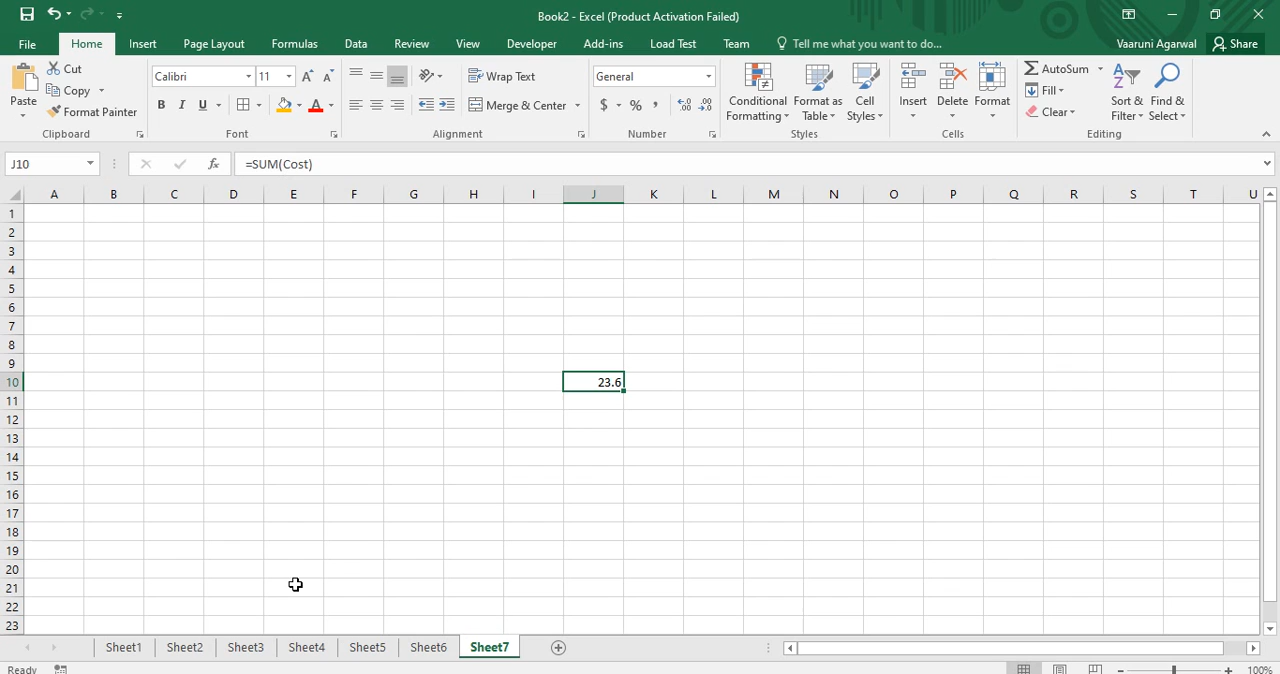 Book2 - Excel (Product Activation Failed)
File Home Insert Page Layout Formulas Data Review View Developer Add-ins Load Test Team Tell me what you want to do... Vaaruni Agarwal Share
Paste Cut Copy Format Painter
Calibri 11
B I U A
Wrap Text
Merge & Center
General
$ % ,
Conditional Formatting Format as Table Cell Styles
Insert Delete Format
AutoSum Fill Clear
Sort & Filter Find & Select
Clipboard Font Alignment Number Styles Cells Editing
J10 fx =SUM(Cost)
A B C D E F G H I J K L M N O P Q R S T U
1
2
3
4
5
6
7
8
9
10 23.6
11
12
13
14
15
16
17
18
19
20
21
22
23
Sheet1 Sheet2 Sheet3 Sheet4 Sheet5 Sheet6 Sheet7
Ready 100%